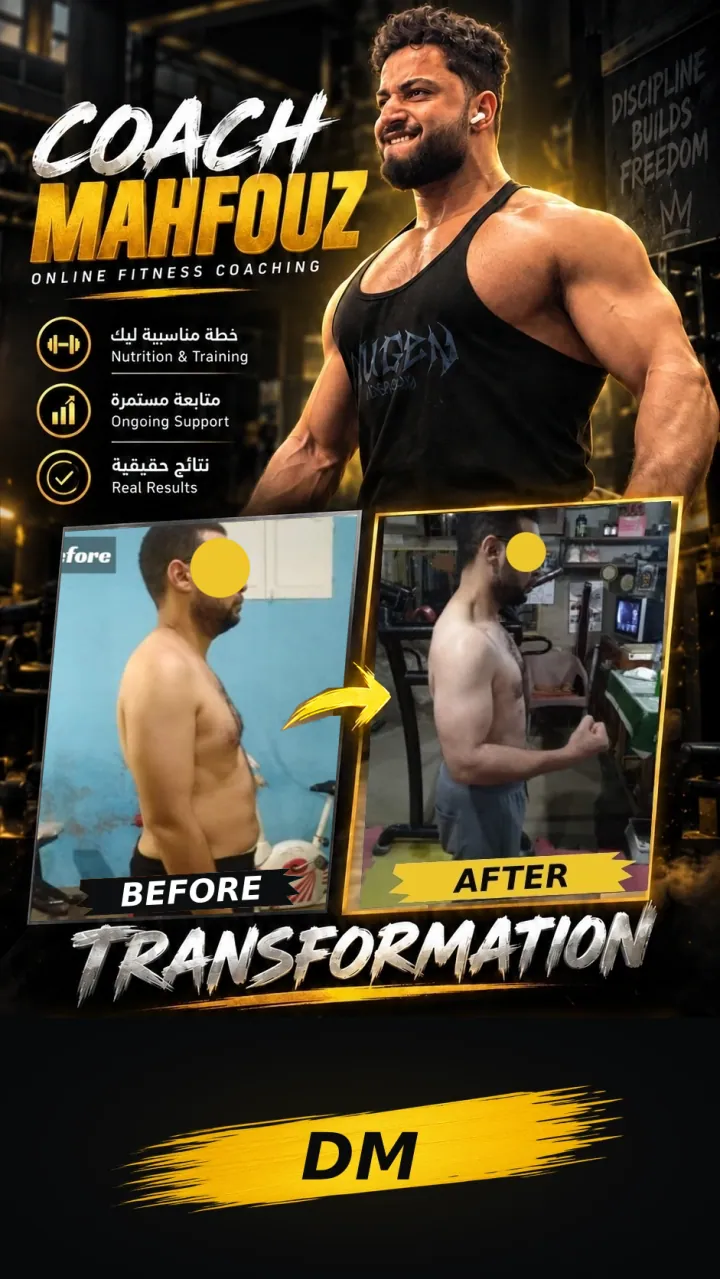 COACH
MAHFOUZ
ONLINE FITNESS COACHING
DISCIPLINE
BUILDS
FREEDOM
خطة مناسبية ليك
Nutrition & Training
متابعة مستمرة
Ongoing Support
نتائج حقيقية
Real Results
efore
BEFORE
AFTER
TRANSFORMATION
DM